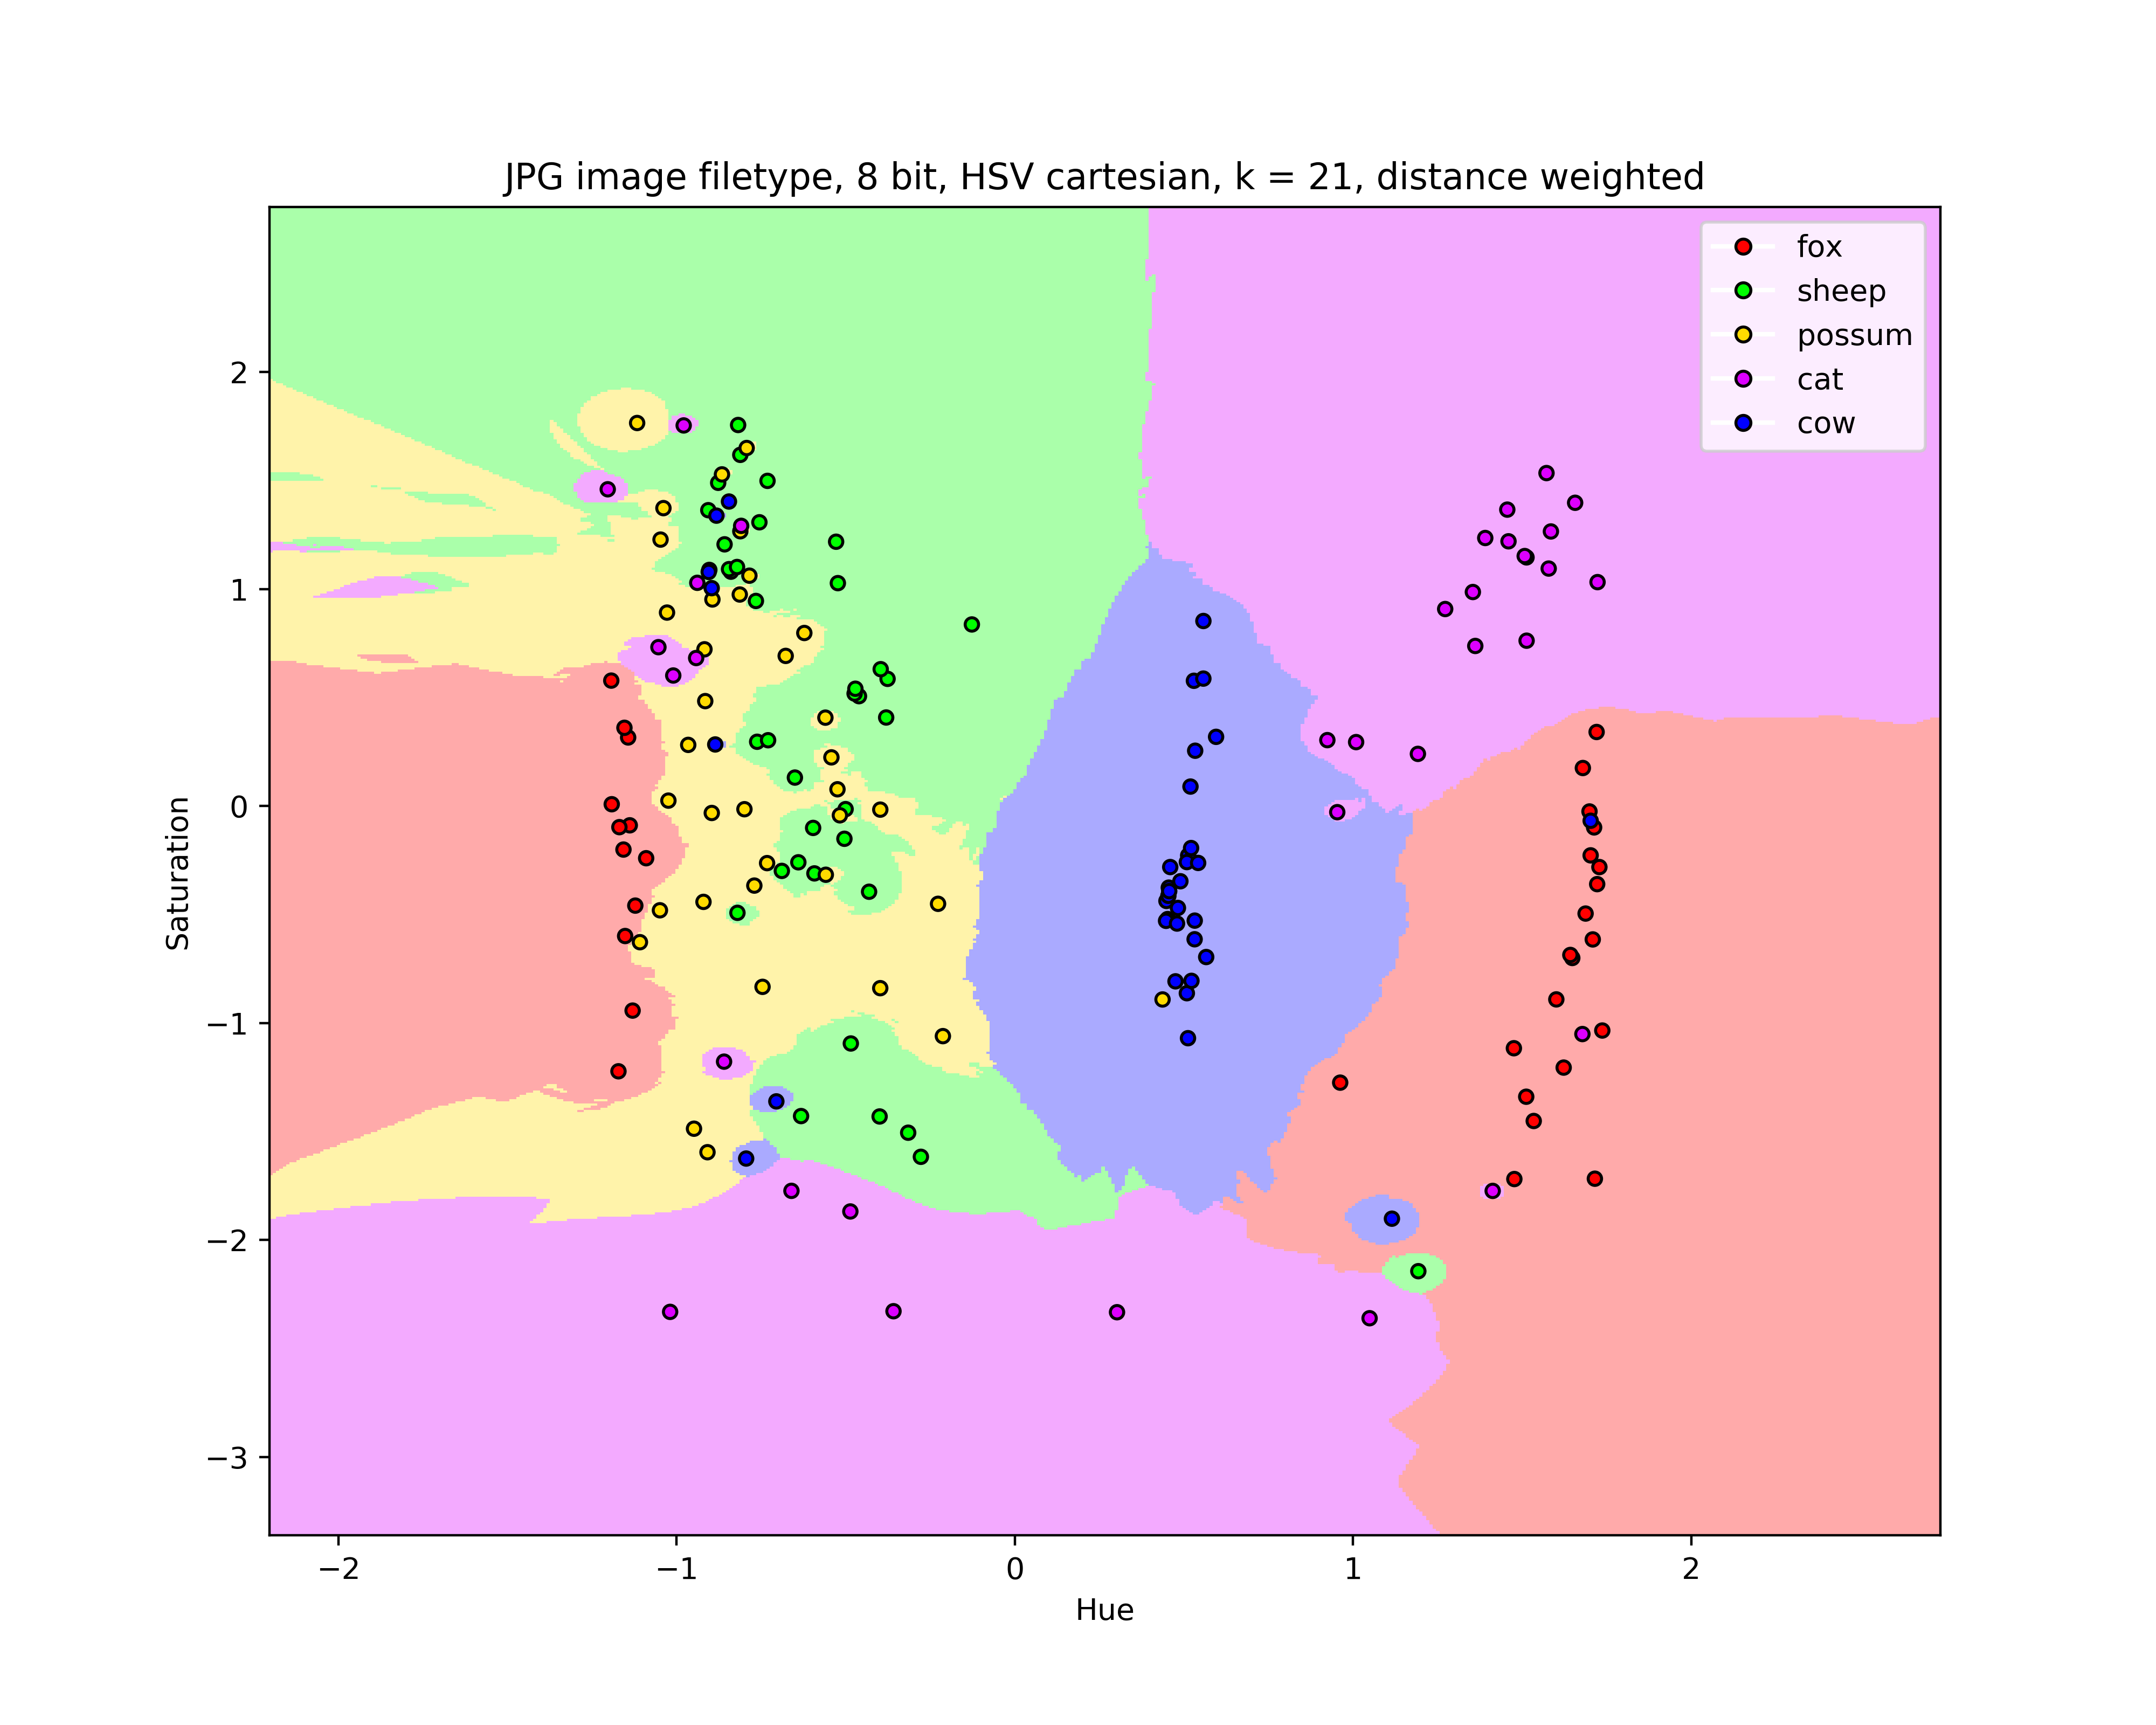 JPG image filetype, 8 bit, HSV cartesian, k = 21, distance weighted
fox
sheep
possum
cat
cow
2
1
0
−1
−2
−3
Saturation
−2
−1
0
1
2
Hue